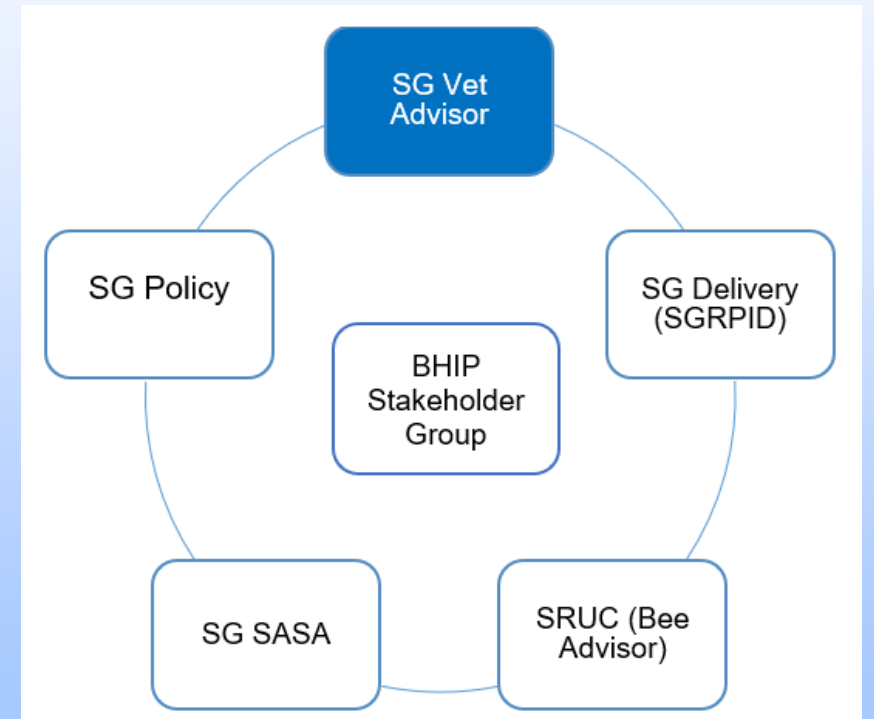 SG Vet
Advisor
SG Policy
SG Delivery
(SGRPID)
BHIP
Stakeholder
Group
SG SASA
SRUC (Bee
Advisor)